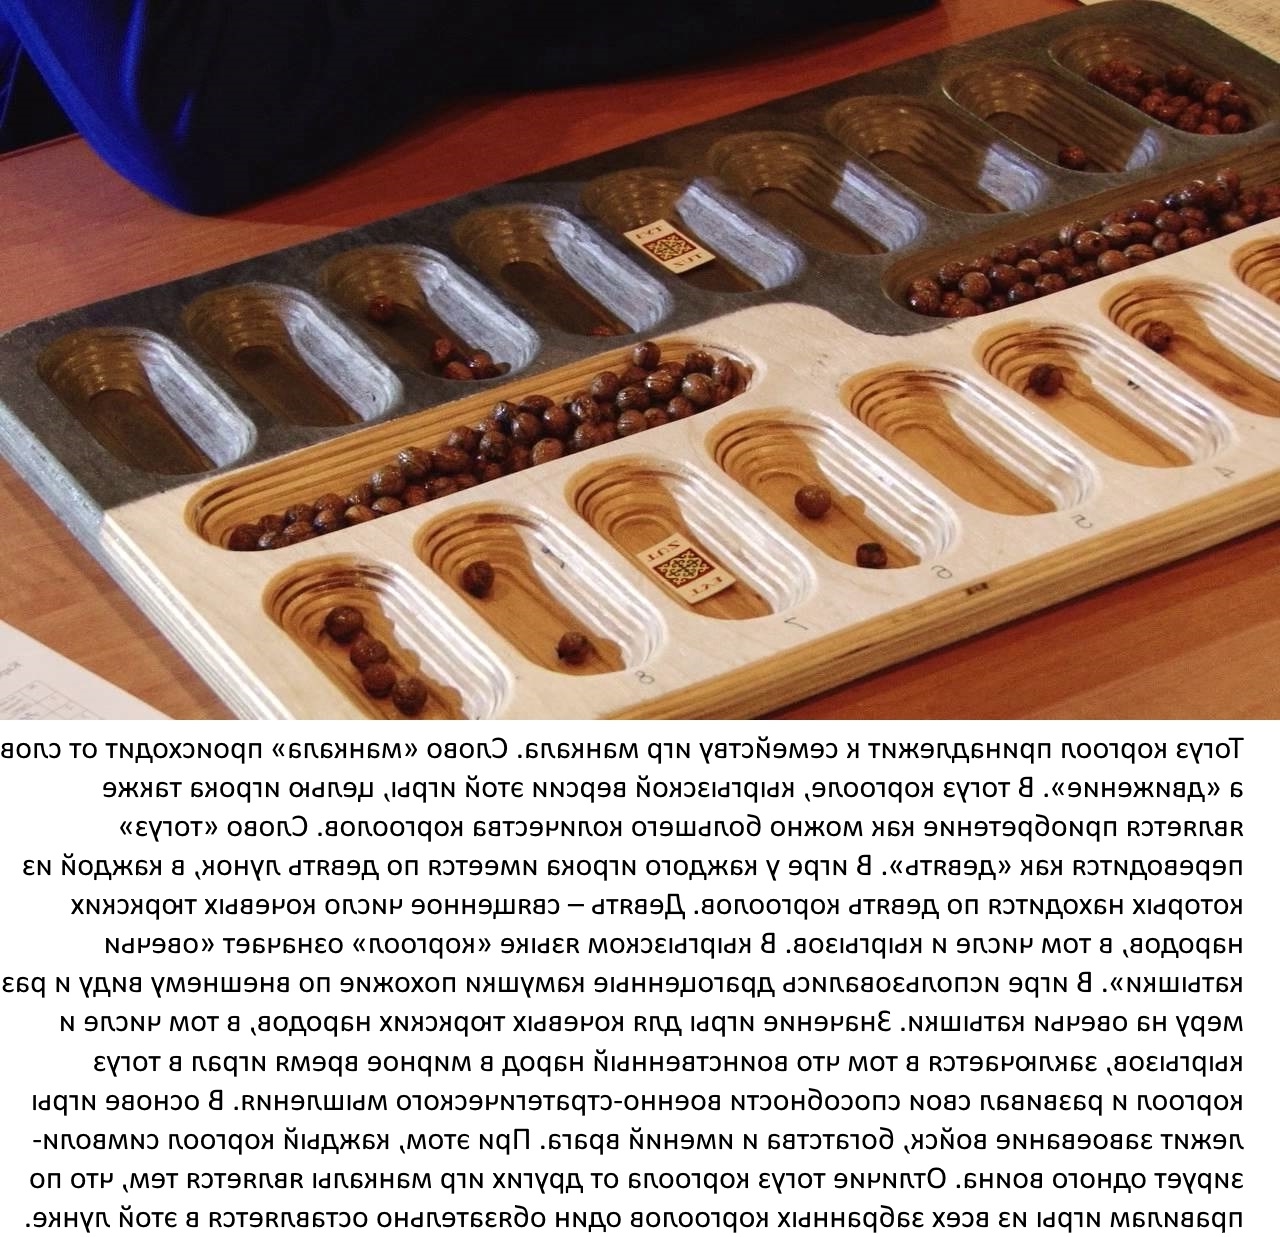 4
5
6
7
8
Тогуз коргоол принадлежит к семейству игр манкала. Слово «манкала» происходит от слов
а «движение». В тогуз коргооле, кыргызской версии этой игры, целью игрока также
является приобретение как можно большего количества коргоолов. Слово «тогуз»
переводится как «девять». В игре у каждого игрока имеется по девять лунок, в каждой из
которых находится по девять коргоолов. Девять – священное число кочевых тюркских
народов, в том числе и кыргызов. В кыргызском языке «коргоол» означает «овечьи
катышки». В игре использовались драгоценные камушки похожие по внешнему виду и раз
меру на овечьи катышки. Значение игры для кочевых тюркских народов, в том числе и
кыргызов, заключается в том что воинственный народ в мирное время играл в тогуз
коргоол и развивал свои способности военно-стратегического мышления. В основе игры
лежит завоевание войск, богатства и имений врага. При этом, каждый коргоол символи-
зирует одного воина. Отличие тогуз коргоола от других игр манкалы является тем, что по
правилам игры из всех забранных коргоолов один обязательно оставляется в этой лунке.